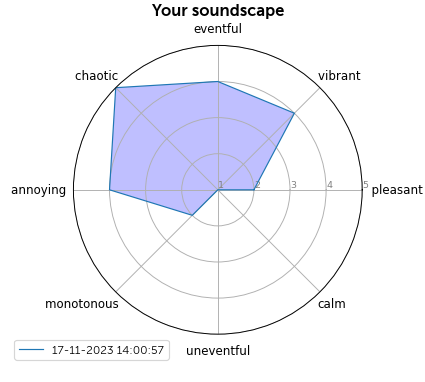 Your soundscape
eventful
chaotic
vibrant
annoying
1
2
3
4
5
pleasant
monotonous
calm
uneventful
17-11-2023 14:00:57